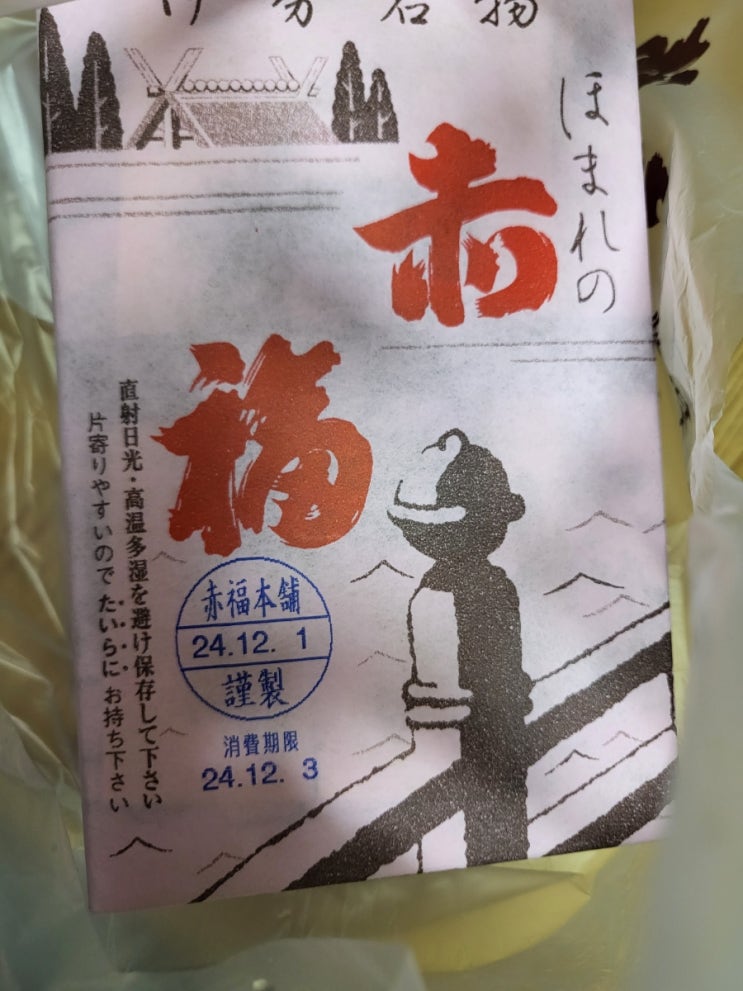 ほまれの
赤
福
直射日光・高温多湿を避け保存して下さい
片寄りやすいので たいらに お持ち下さい
赤福本舗
24.12. 1
謹製
消費期限
24.12. 3